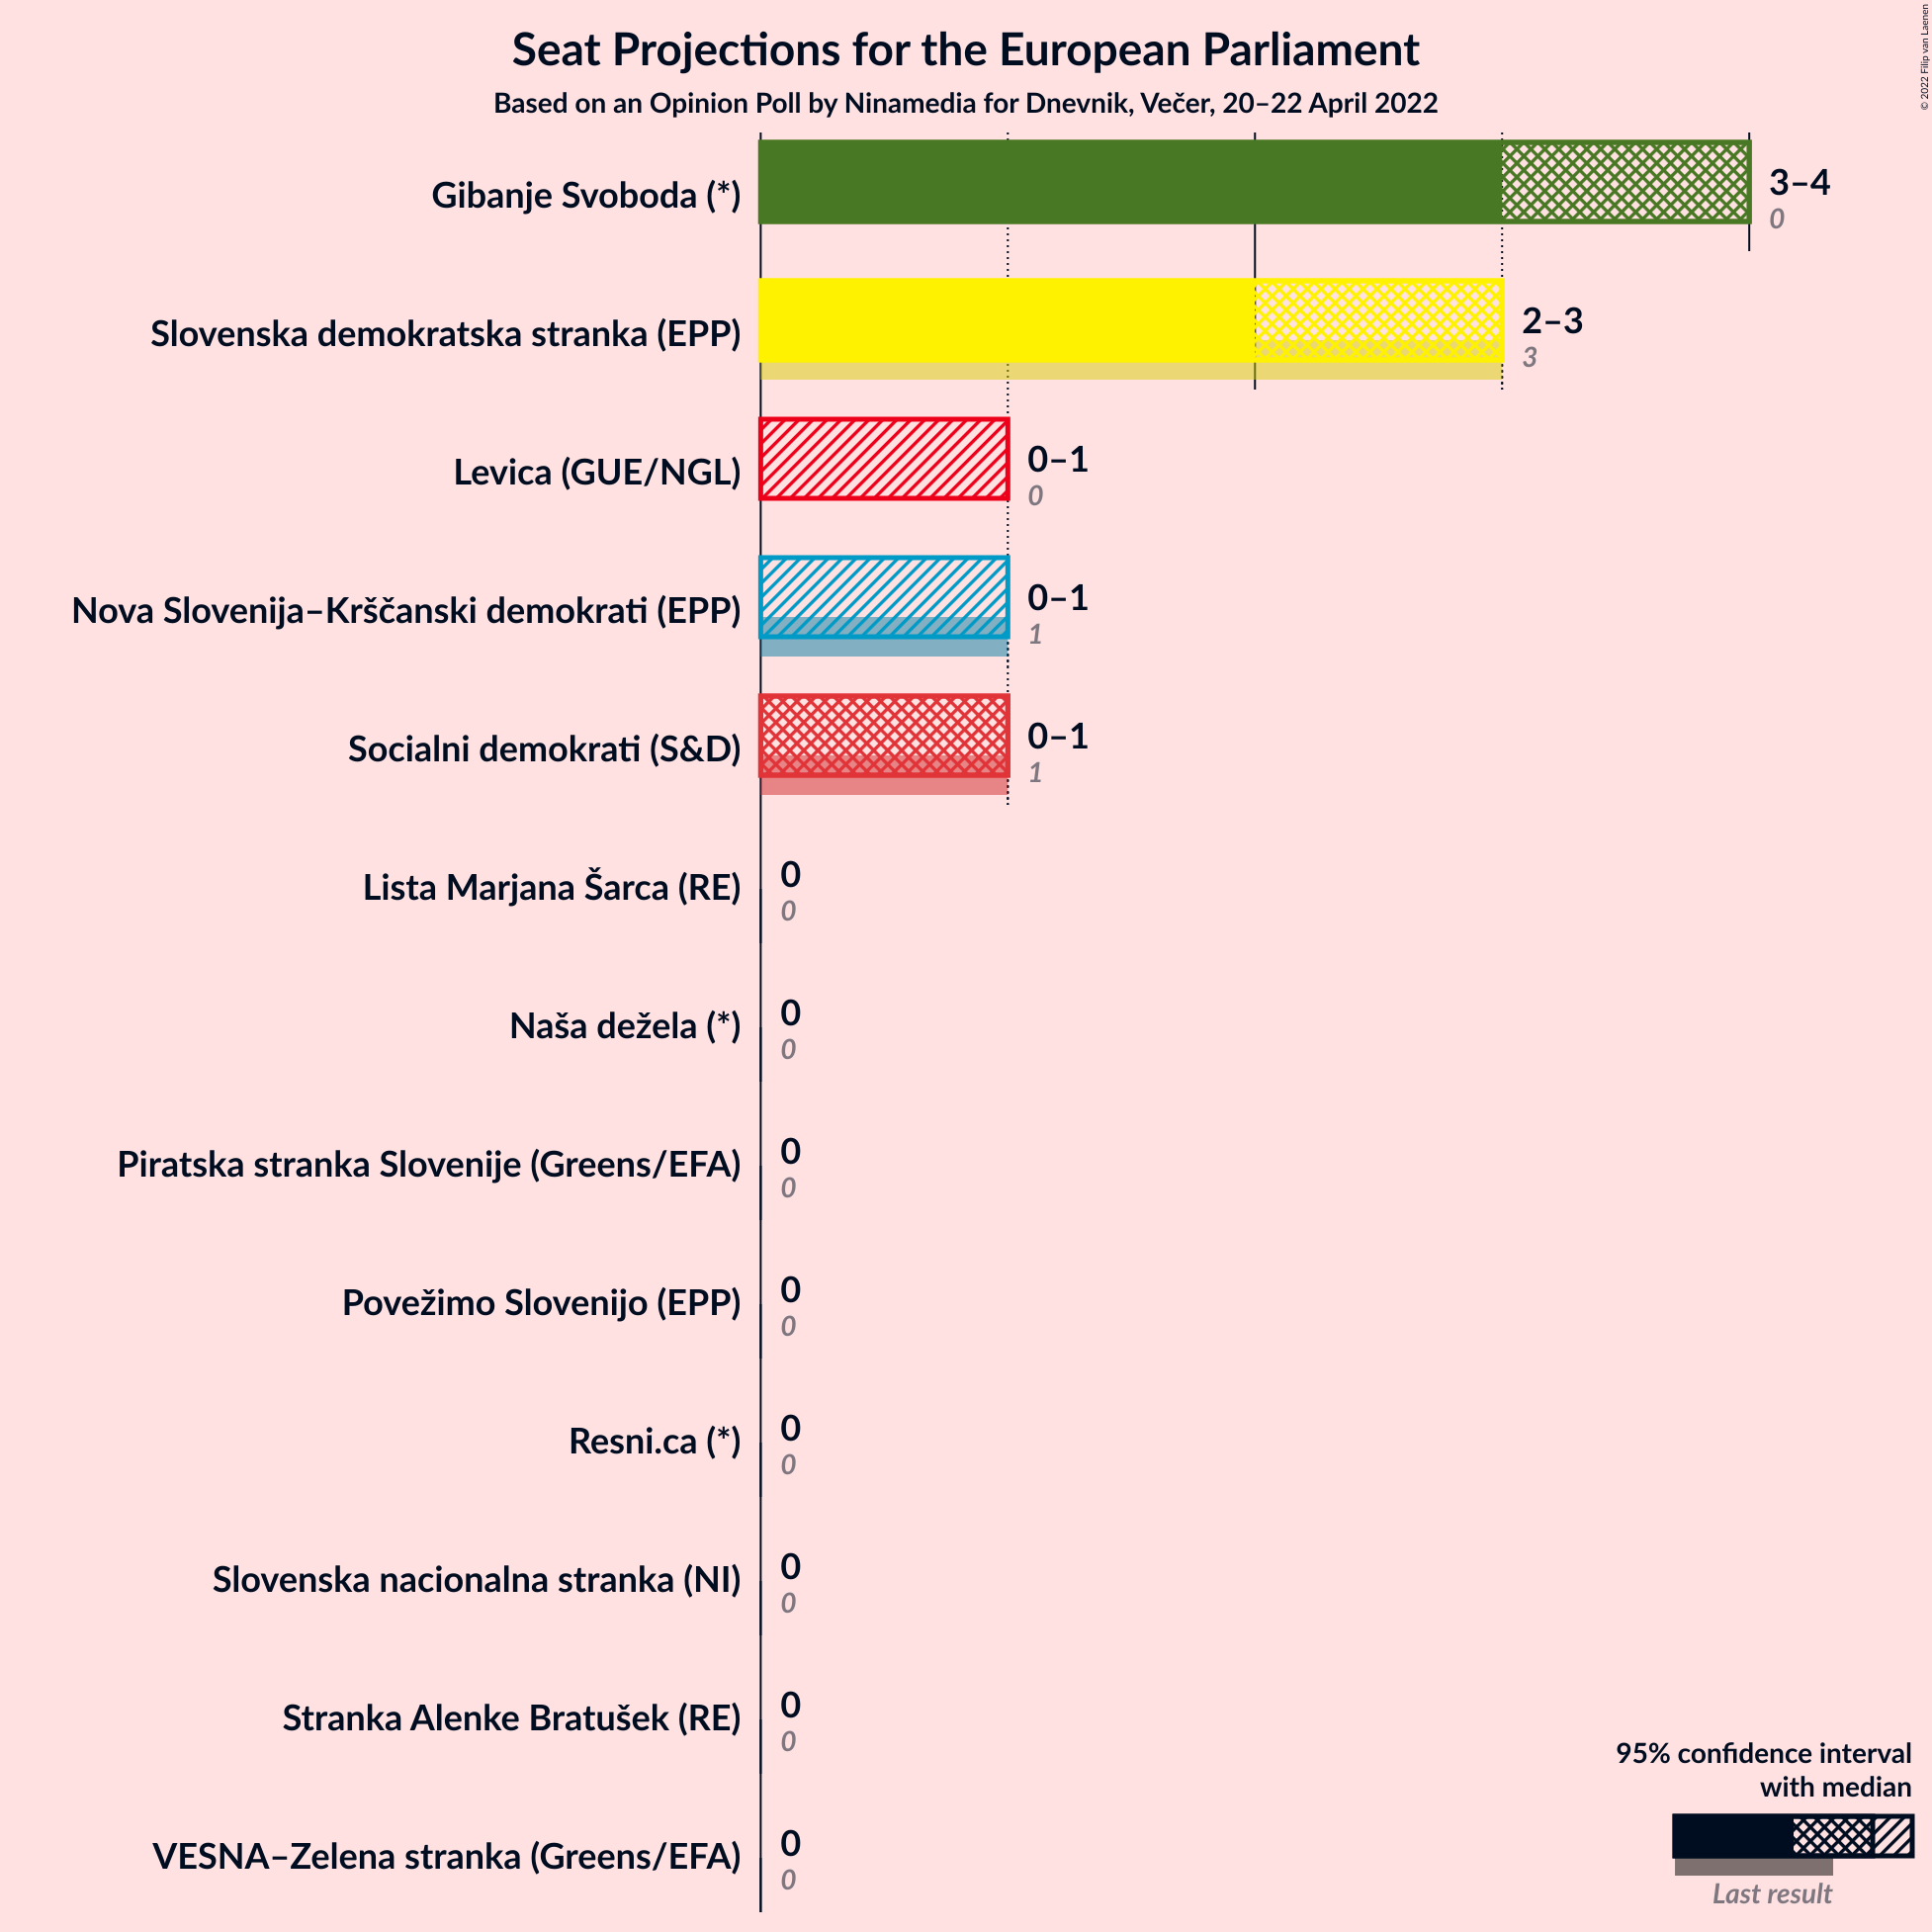 Seat Projections for the European Parliament
Based on an Opinion Poll by Ninamedia for Dnevnik, Večer, 20–22 April 2022
© 2022 Filip van Laenen
Gibanje Svoboda (*)
3–4
0
Slovenska demokratska stranka (EPP)
2–3
3
Levica (GUE/NGL)
0–1
0
Nova Slovenija–Krščanski demokrati (EPP)
0–1
1
Socialni demokrati (S&D)
0–1
1
Lista Marjana Šarca (RE)
0
0
Naša dežela (*)
0
0
Piratska stranka Slovenije (Greens/EFA)
0
0
Povežimo Slovenijo (EPP)
0
0
Resni.ca (*)
0
0
Slovenska nacionalna stranka (NI)
0
0
Stranka Alenke Bratušek (RE)
0
0
VESNA–Zelena stranka (Greens/EFA)
0
0
95% confidence interval
with median
Last result